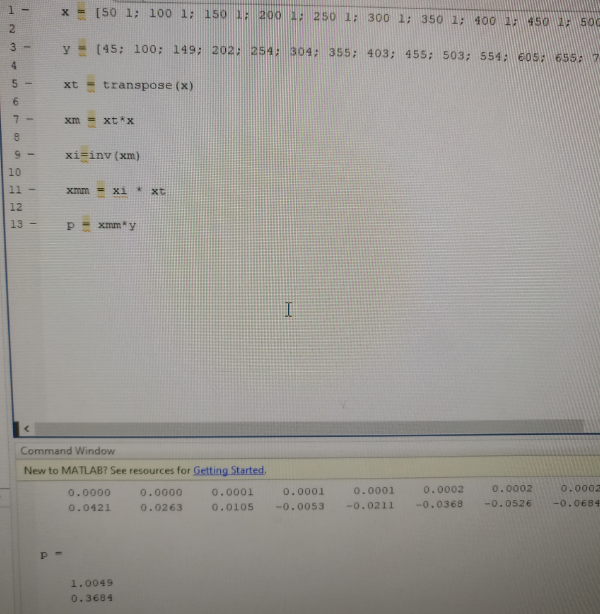 1 - x = [50 1; 100 1; 150 1; 200 1; 250 1; 300 1; 350 1; 400 1; 450 1; 500
2
3 - y = [45; 100; 149; 202; 254; 304; 355; 403; 455; 503; 554; 605; 655; 7
4
5 - xt = transpose(x)
6
7 - xm = xt*x
8
9 - xi=inv(xm)
10
11 - xmm = xi * xt
12
13 - p = xmm*y
<
Command Window
New to MATLAB? See resources for Getting Started.
0.0000 0.0000 0.0001 0.0001 0.0001 0.0002 0.0002 0.0002
0.0421 0.0263 0.0105 -0.0053 -0.0211 -0.0368 -0.0526 -0.0684
p =
1.0049
0.3684